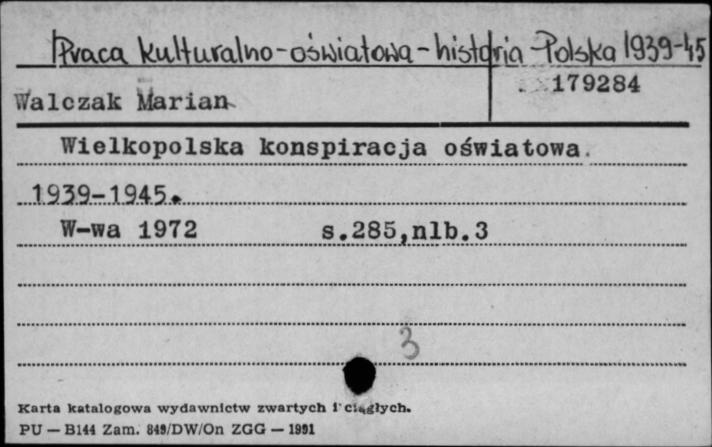 Praca kulturalno-oświatowa-historia-Polska 1939-45
179284
Walczak Marian
Wielkopolska konspiracja oświatowa.
1939-1945.
W-wa 1972 s.285,nlb.3
3
Karta katalogowa wydawnictw zwartych i ciągłych.
PU — B144 Zam. 849/DW/On ZGG — 1991